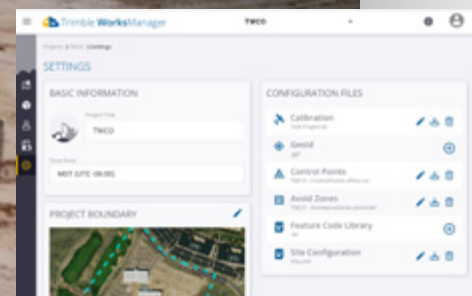 Trimble WorksManager
TWCO
SETTINGS
BASIC INFORMATION
Project Title
TWCO
Time Zone
MDT (UTC -06:00)
PROJECT BOUNDARY
CONFIGURATION FILES
Calibration
Geoid
Control Points
Avoid Zones
Feature Code Library
Site Configuration